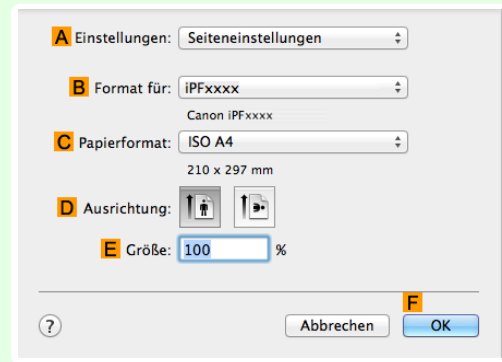 A Einstellungen: Seiteneinstellungen
B Format für: iPFxxxx
Canon iPFxxxx
C Papierformat: ISO A4
210 x 297 mm
D Ausrichtung:
E Größe: 100 %
F
? Abbrechen OK